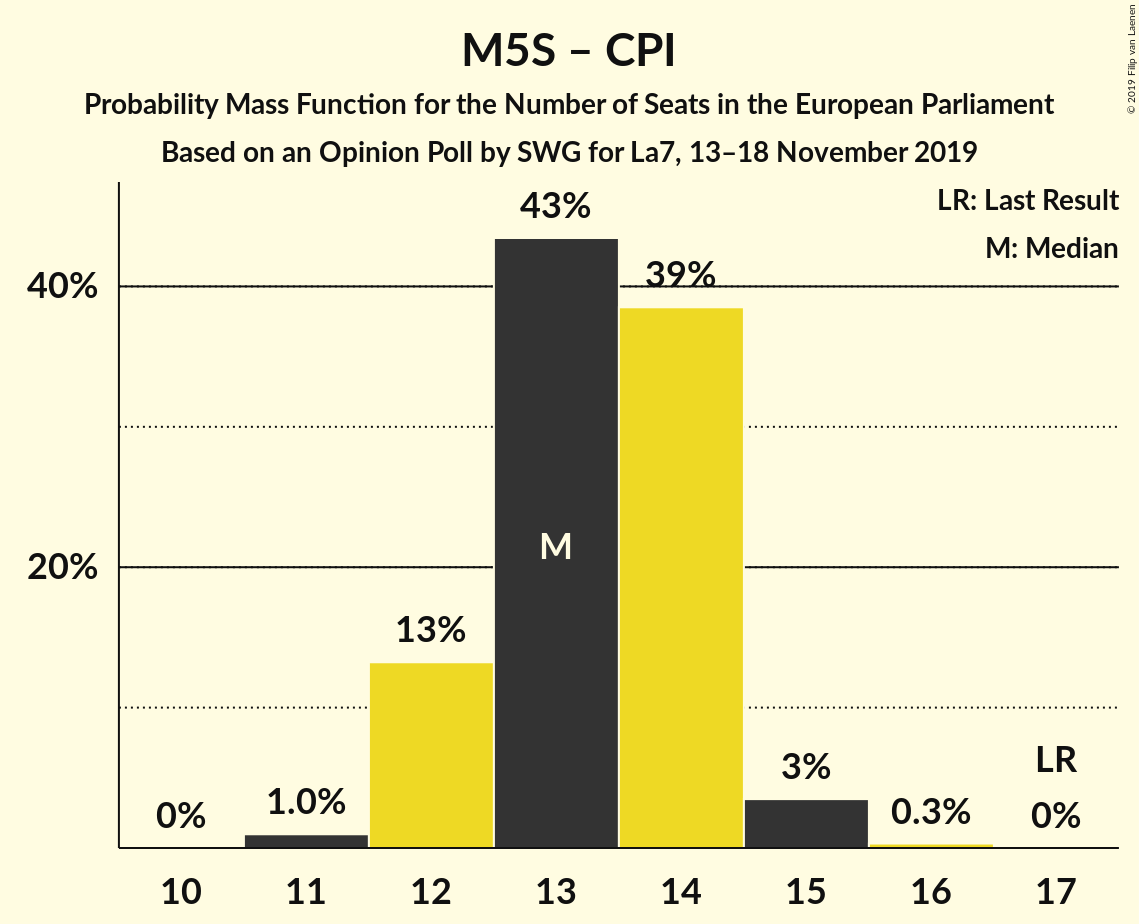 M5S – CPI
Probability Mass Function for the Number of Seats in the European Parliament
Based on an Opinion Poll by SWG for La7, 13–18 November 2019
© 2019 Filip van Laenen
LR: Last Result
M: Median
43%
39%
40%
M
20%
13%
LR
3%
1.0%
0.3%
0%
0%
10 11 12 13 14 15 16 17